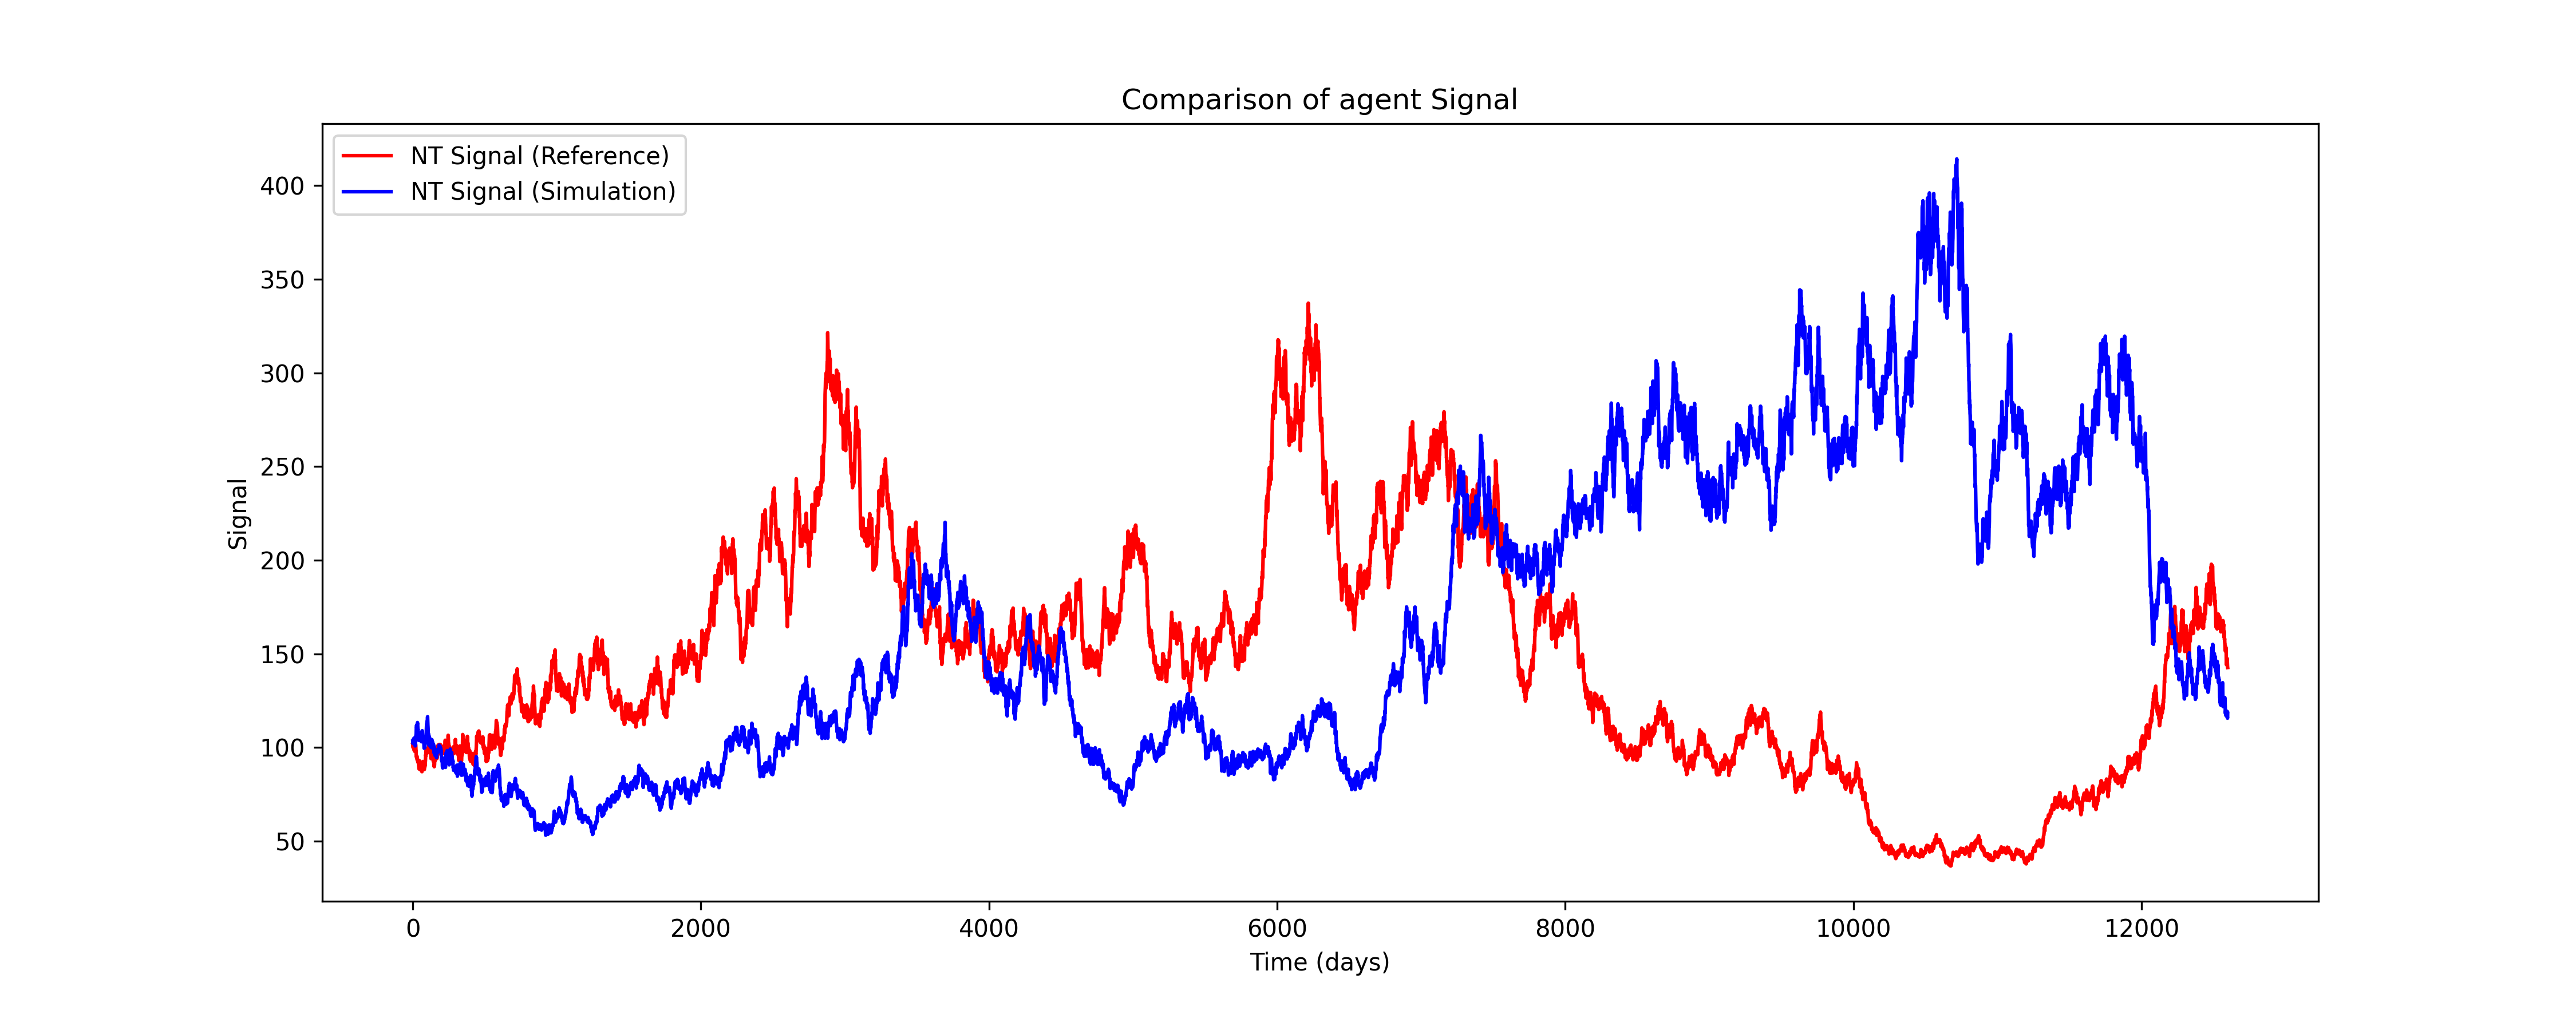 Comparison of agent Signal
NT Signal (Reference)
NT Signal (Simulation)
400
350
300
250
200
150
100
50
Signal
0 2000 4000 6000 8000 10000 12000
Time (days)